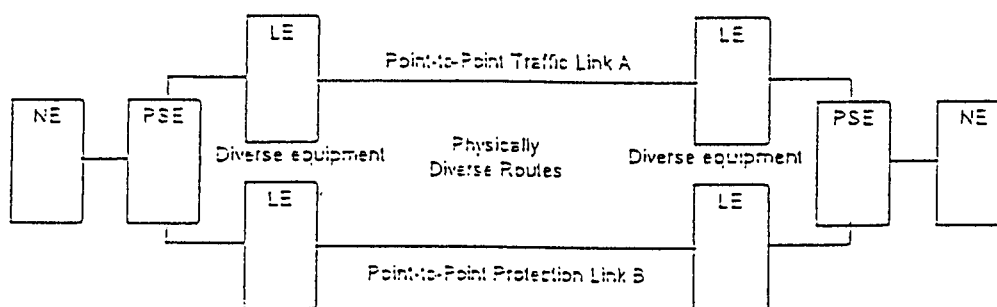 LE
LE
Point-to-Point Traffic Link A
NE
PSE
PSE
NE
Diverse equipment
Physically
Diverse Routes
Diverse equipment
LE
LE
Point-to-Point Protection Link B